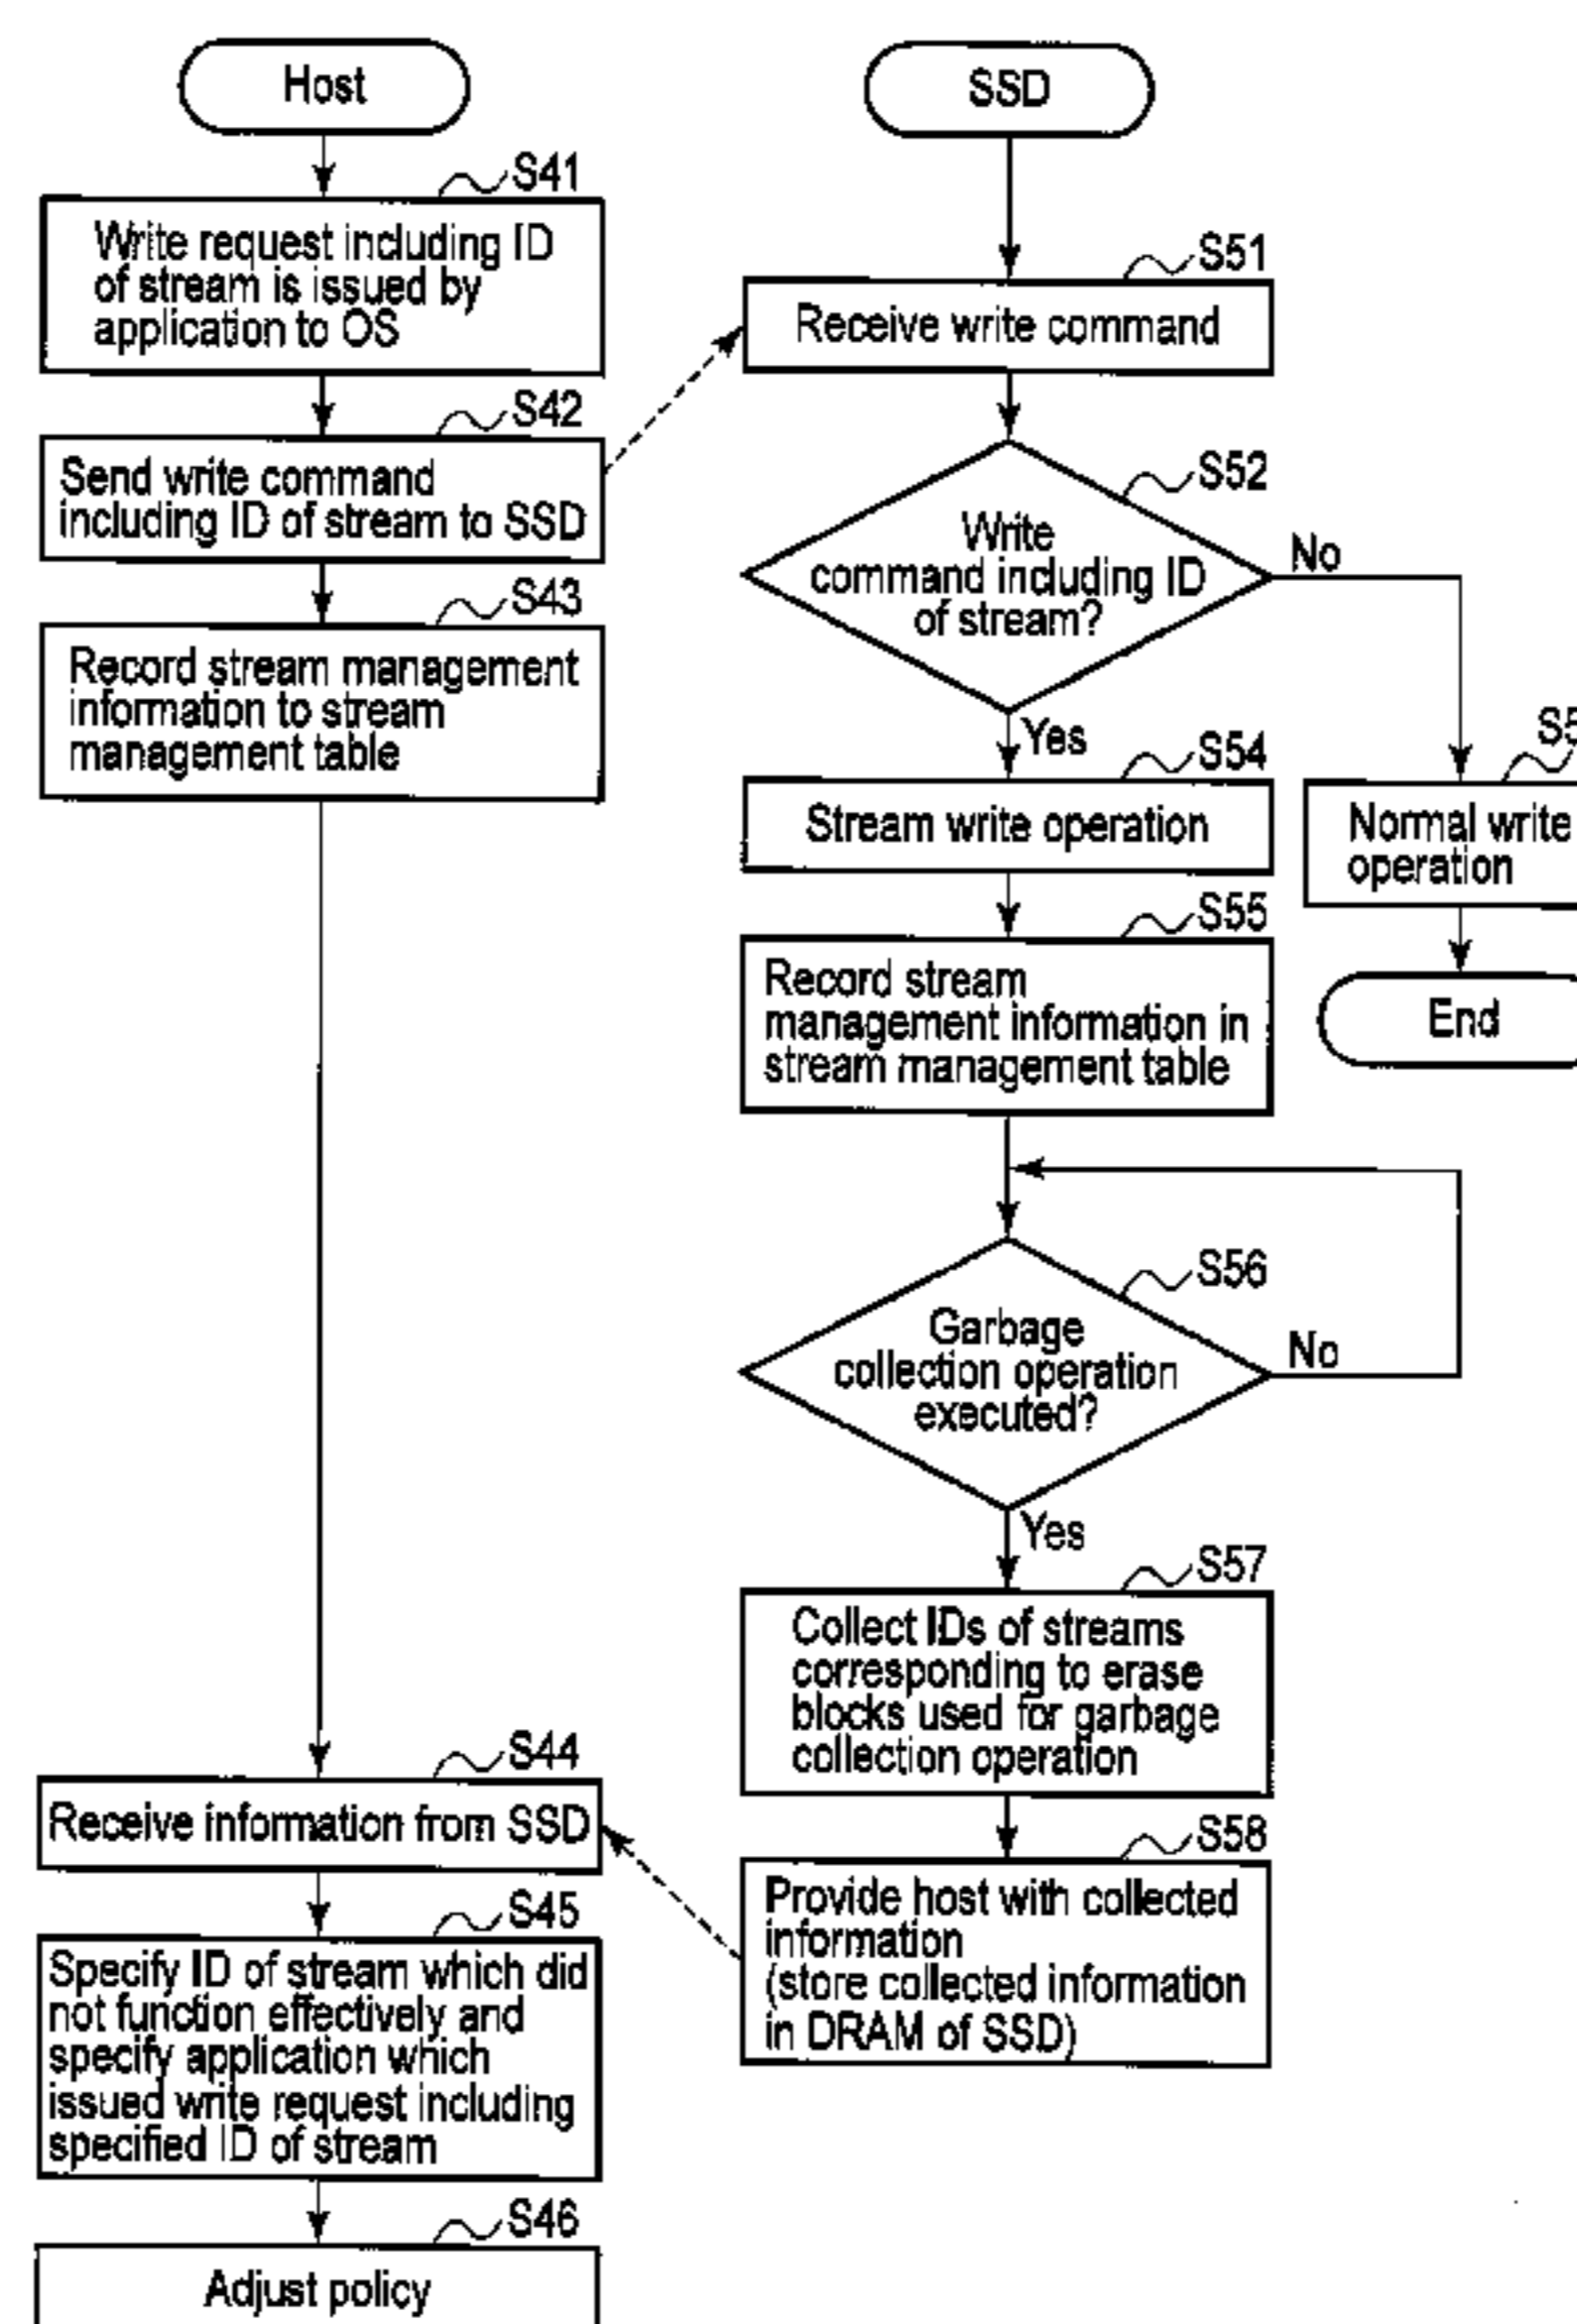 Host
S41
Write request including ID
of stream is issued by
application to OS
S42
Send write command
including ID of stream to SSD
S43
Record stream management
information to stream
management table
S44
Receive information from SSD
S45
Specify ID of stream which did
not function effectively and
specify application which
issued write request including
specified ID of stream
S46
Adjust policy
SSD
S51
Receive write command
S52
Write
command including ID
of stream?
No
Yes
Normal write
operation
End
S54
Stream write operation
S55
Record stream
management information in
stream management table
S56
Garbage
collection operation
executed?
No
Yes
S57
Collect IDs of streams
corresponding to erase
blocks used for garbage
collection operation
S58
Provide host with collected
information
(store collected information
in DRAM of SSD)